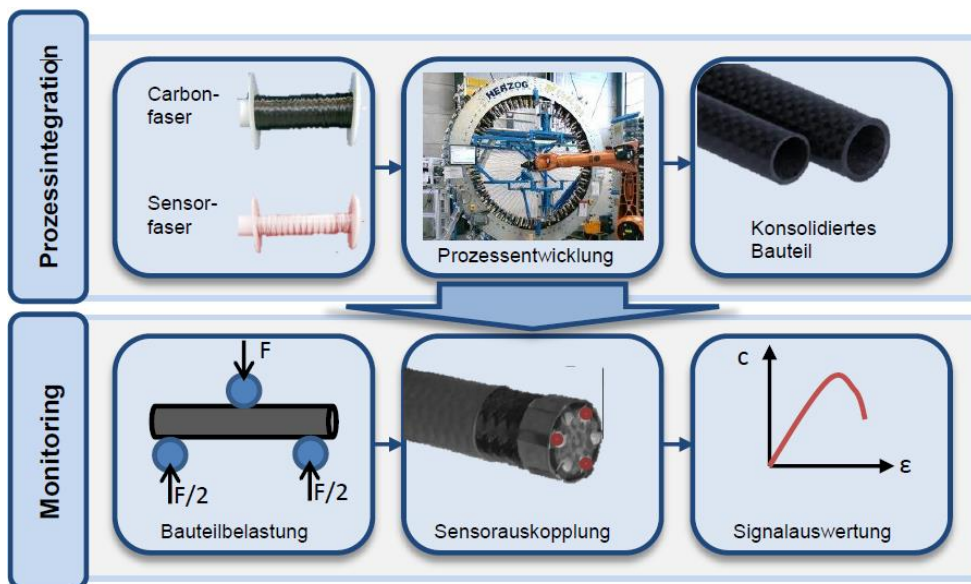 Prozessintegration
Carbon-
faser
Sensor-
faser
HERZOG
Prozessentwicklung
Konsolidiertes
Bauteil
Monitoring
F
F/2
F/2
Bauteilbelastung
Sensorauskopplung
c
ε
Signalauswertung